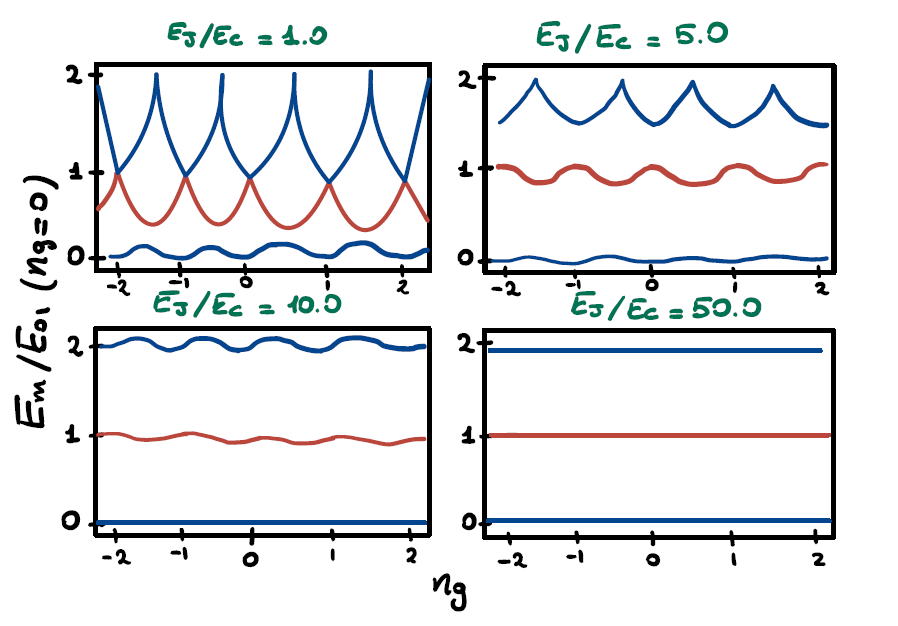 EJ/EC = 1.0
EJ/EC = 5.0
2
1
0
-2 -1 0 1 2
2
1
0
-2 -1 0 1 2
EJ/EC = 10.0
EJ/EC = 50.0
2
1
0
-2 -1 0 1 2
2
1
0
-2 -1 0 1 2
Em/E01 (ng=0)
ng